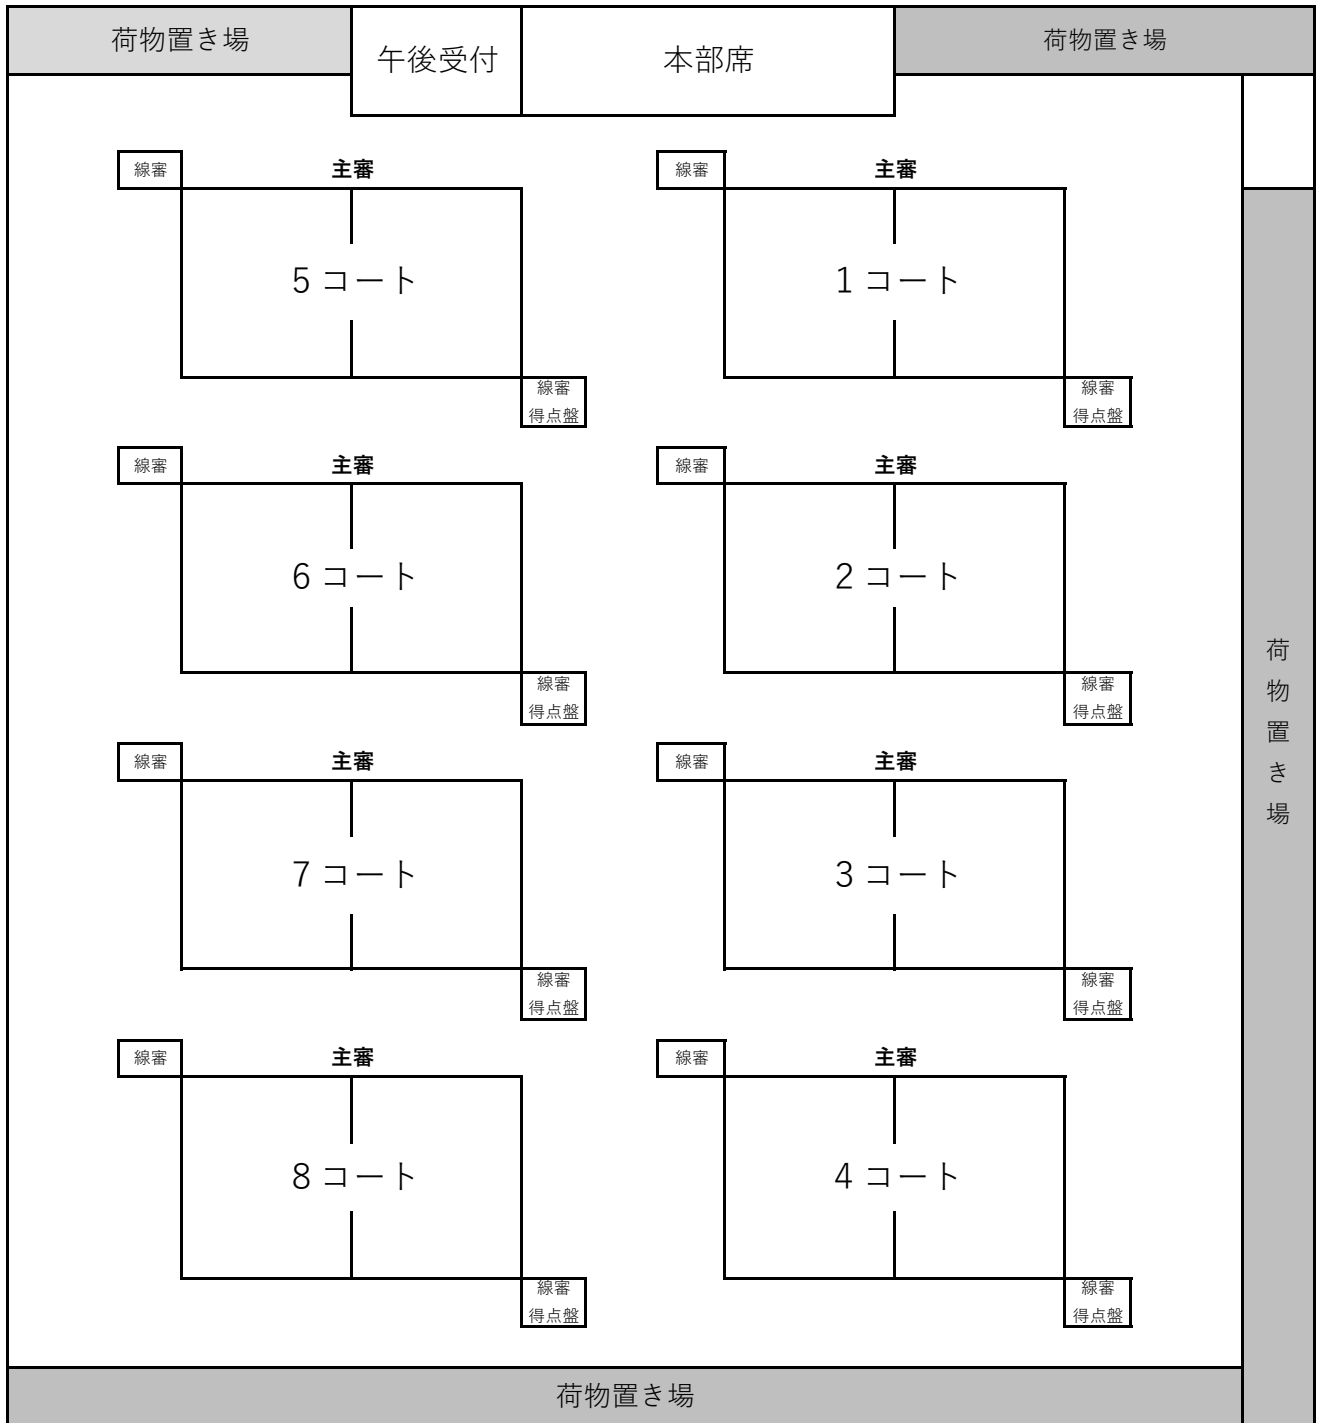 荷物置き場
午後受付
本部席
荷物置き場
線審
主審
線審
主審
5コート
1コート
線審
得点盤
線審
得点盤
線審
主審
線審
主審
6コート
2コート
線審
得点盤
線審
得点盤
荷物置き場
線審
主審
線審
主審
7コート
3コート
線審
得点盤
線審
得点盤
線審
主審
線審
主審
8コート
4コート
線審
得点盤
線審
得点盤
荷物置き場